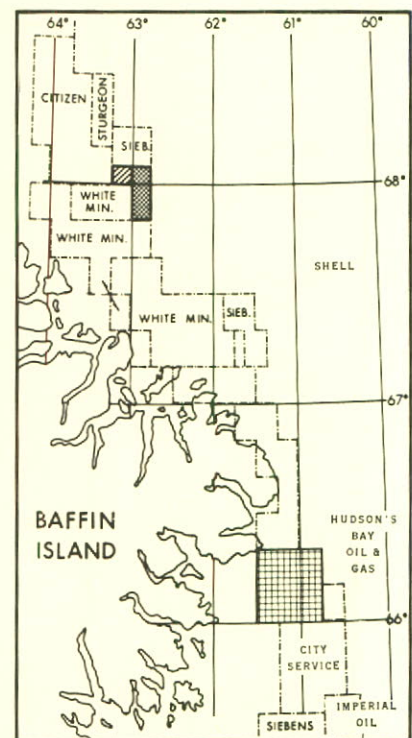 64° 63° 62° 61° 60°
CITIZEN
STURGEON
SIEB.
68°
WHITE
MIN.
WHITE MIN.
SHELL
WHITE MIN.
SIEB.
67°
BAFFIN
ISLAND
HUDSON'S
BAY
OIL &
GAS
66°
CITY
SERVICE
IMPERIAL
OIL
SIEBENS